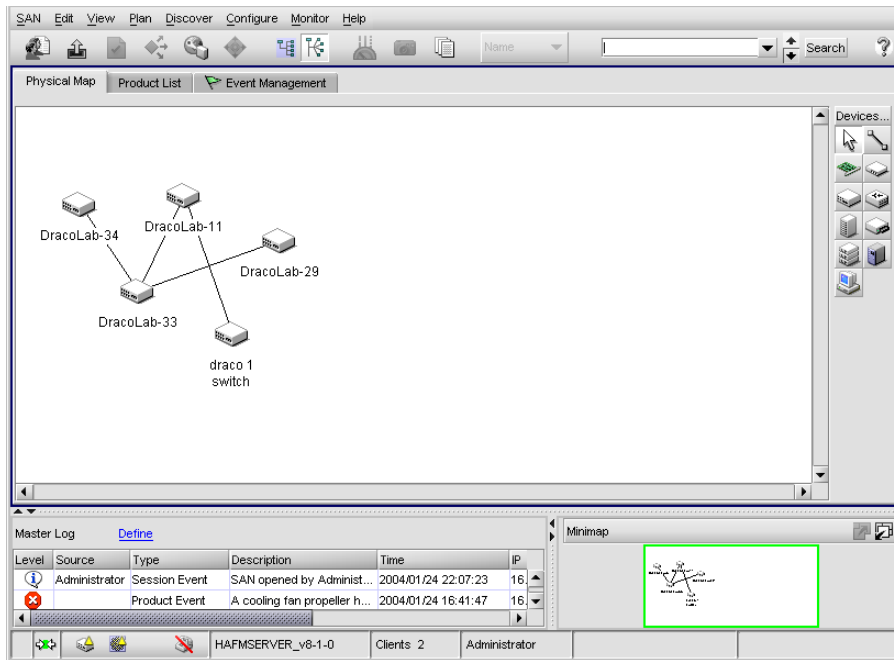 SAN Edit View Plan Discover Configure Monitor Help
Name Search ?
Physical Map Product List Event Management
Devices...
DracoLab-34
DracoLab-11
DracoLab-29
DracoLab-33
draco 1
switch
Master Log Define
Minimap
Level Source Type Description Time IP
Administrator Session Event SAN opened by Administ... 2004/01/24 22:07:23 16.
Product Event A cooling fan propeller h... 2004/01/24 16:41:47 16.
HAFMSERVER_v8-1-0 Clients 2 Administrator